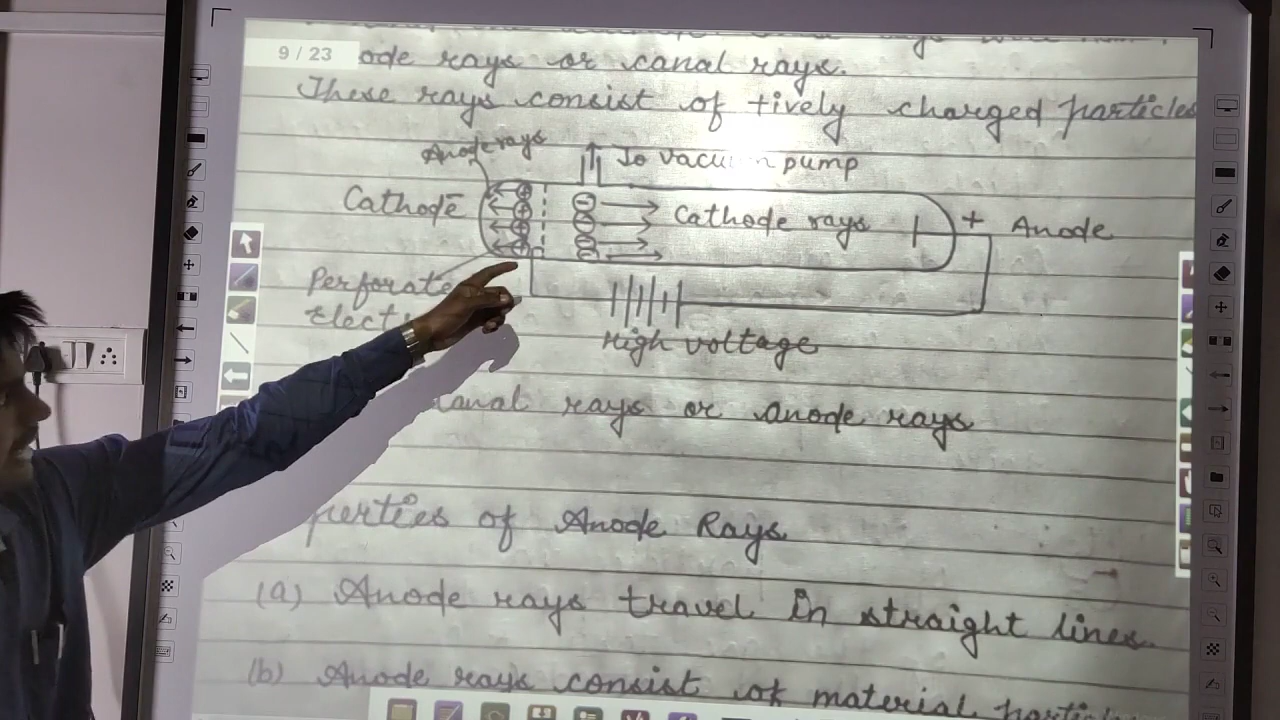 9 / 23
ode rays or canal rays.
These rays consist of +ively charged particles
Anode rays
To vacuum pump
Cathode −
Cathode rays
+ Anode
Perforate
Elect
High voltage
canal rays or anode rays
perties of Anode Rays
(a) Anode rays travel in straight lines.
(b) Anode rays consist of material